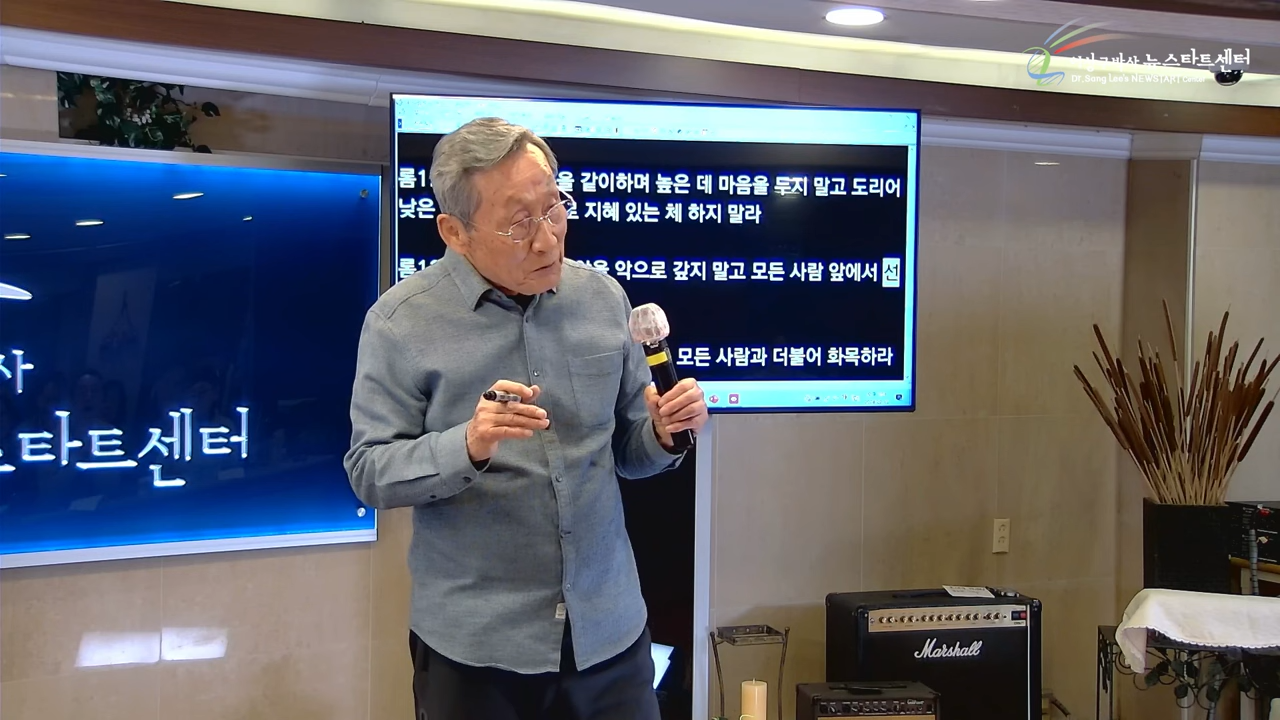 뉴스타트센터
Dr. Sang Lee's NEWSTART Center
롬1 을 같이하며 높은 데 마음을 두지 말고 도리어
낮은 지혜 있는 체 하지 말라
롬1 악으로 갚지 말고 모든 사람 앞에서 선
모든 사람과 더불어 화목하라
사
스타트센터
Marshall